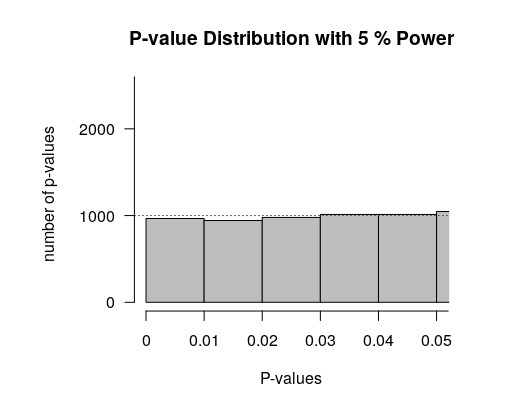 P-value Distribution with 5 % Power
number of p-values
2000
1000
0
0 0.01 0.02 0.03 0.04 0.05
P-values